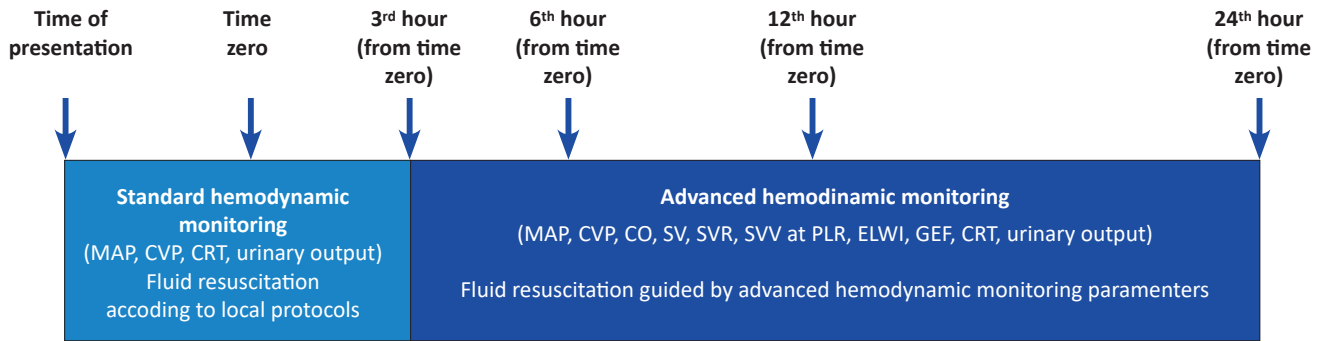 Time of
presentation
Time
zero
3rd hour
(from time
zero)
6th hour
(from time
zero)
12th hour
(from time
zero)
24th hour
(from time
zero)
Standard hemodynamic
monitoring
(MAP, CVP, CRT, urinary output)
Fluid resuscitation
accoding to local protocols
Advanced hemodinamic monitoring
(MAP, CVP, CO, SV, SVR, SVV at PLR, ELWI, GEF, CRT, urinary output)
Fluid resuscitation guided by advanced hemodynamic monitoring paramenters